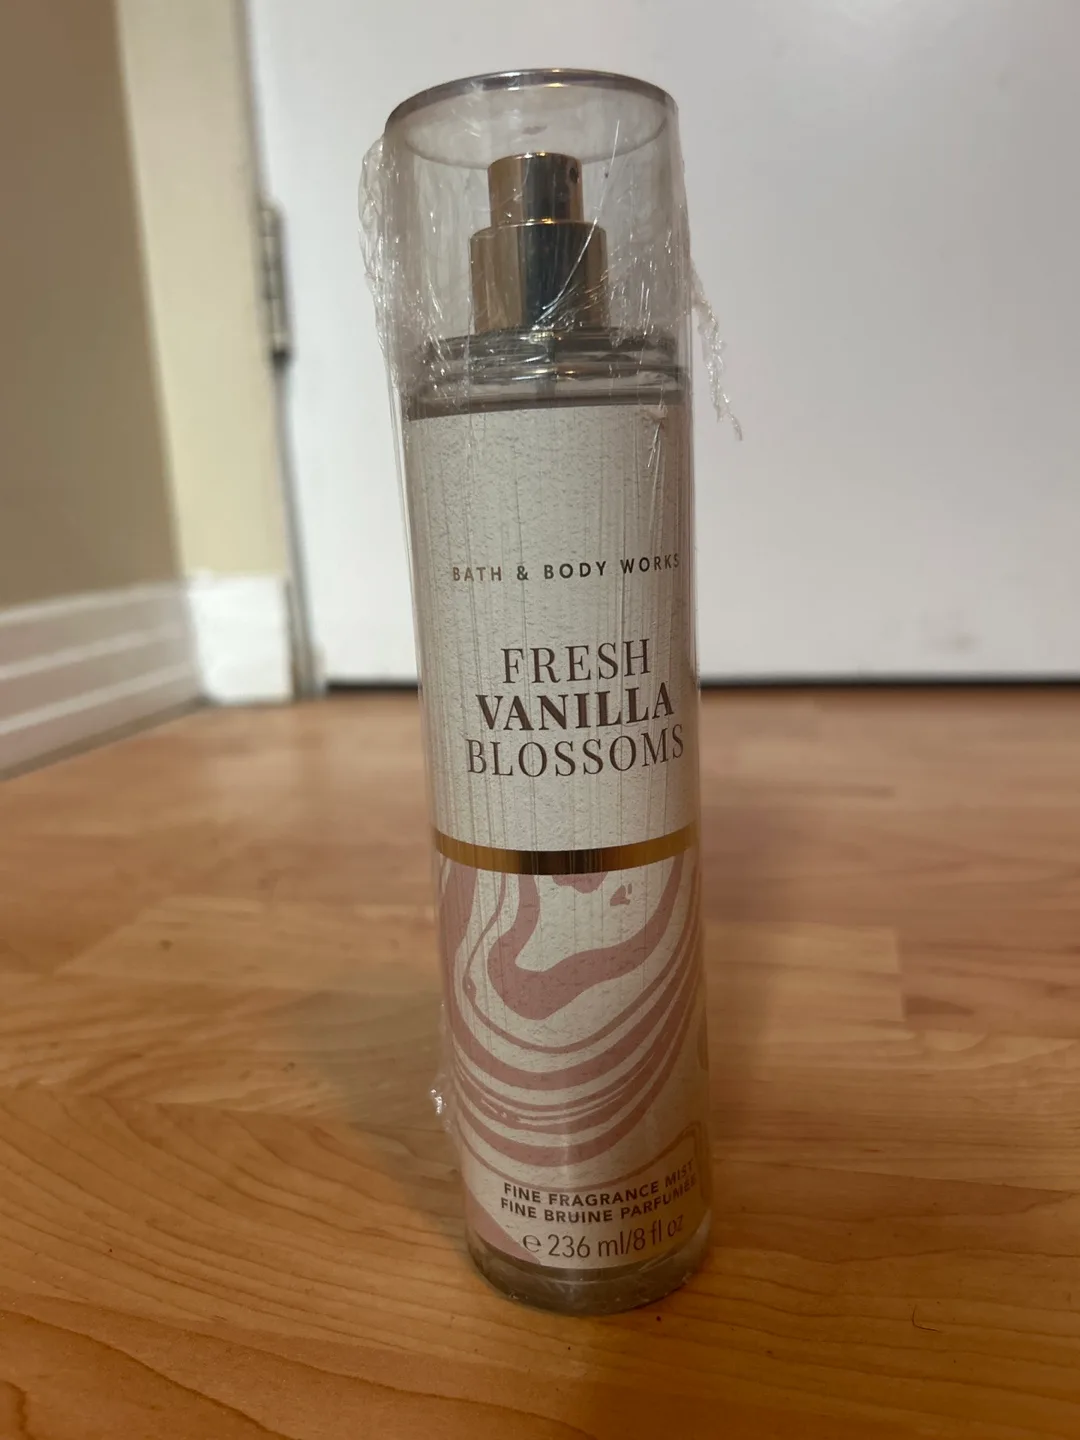 BATH & BODY WORKS
FRESH
VANILLA
BLOSSOMS
FINE FRAGRANCE MIST
FINE BRUINE PARFUMÉE
℮ 236 ml/8 fl oz